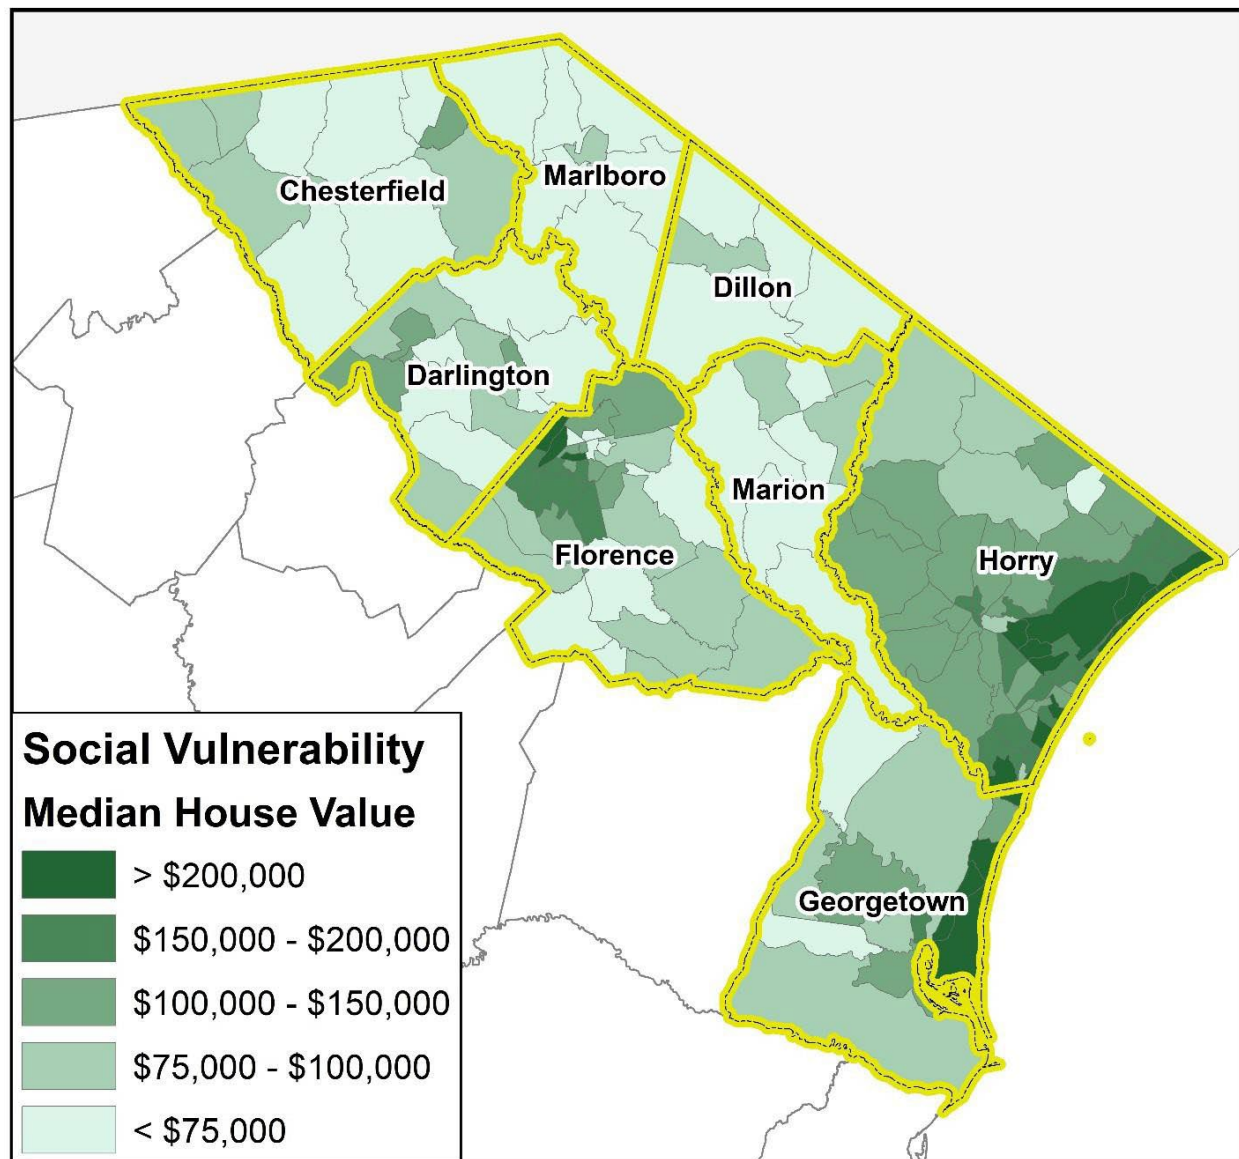 Chesterfield
Marlboro
Dillon
Darlington
Marion
Florence
Horry
Georgetown
Social Vulnerability
Median House Value
> $200,000
$150,000 - $200,000
$100,000 - $150,000
$75,000 - $100,000
< $75,000